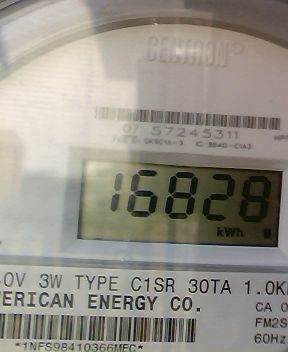 CENTRON®
07 57245311
16828
kWh
0V 3W TYPE C1SR 30TA 1.0K
ERICAN ENERGY CO.
CA 0
FM2S
60Hz
*1NFS98410366MEC*